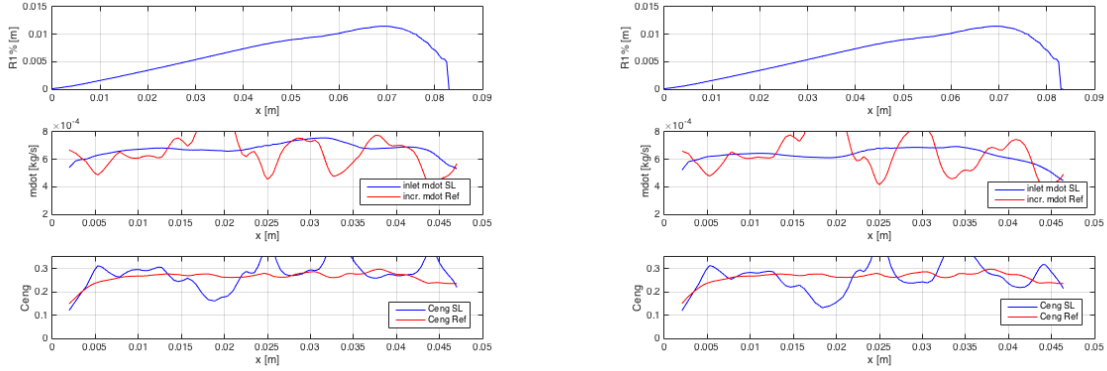 0.015
0.01
0.005
0
R1% [m]
0 0.01 0.02 0.03 0.04 0.05 0.06 0.07 0.08 0.09
x [m]
8 ×10-4
6
4
2
mdot [kg/s]
inlet mdot SL
incr. mdot Ref
0 0.005 0.01 0.015 0.02 0.025 0.03 0.035 0.04 0.045 0.05
x [m]
0.3
0.2
0.1
0
Ceng
Ceng SL
Ceng Ref
0 0.005 0.01 0.015 0.02 0.025 0.03 0.035 0.04 0.045 0.05
x [m]
0.015
0.01
0.005
0
R1% [m]
0 0.01 0.02 0.03 0.04 0.05 0.06 0.07 0.08 0.09
x [m]
8 ×10-4
6
4
2
mdot [kg/s]
inlet mdot SL
incr. mdot Ref
0 0.005 0.01 0.015 0.02 0.025 0.03 0.035 0.04 0.045 0.05
x [m]
0.3
0.2
0.1
0
Ceng
Ceng SL
Ceng Ref
0 0.005 0.01 0.015 0.02 0.025 0.03 0.035 0.04 0.045 0.05
x [m]